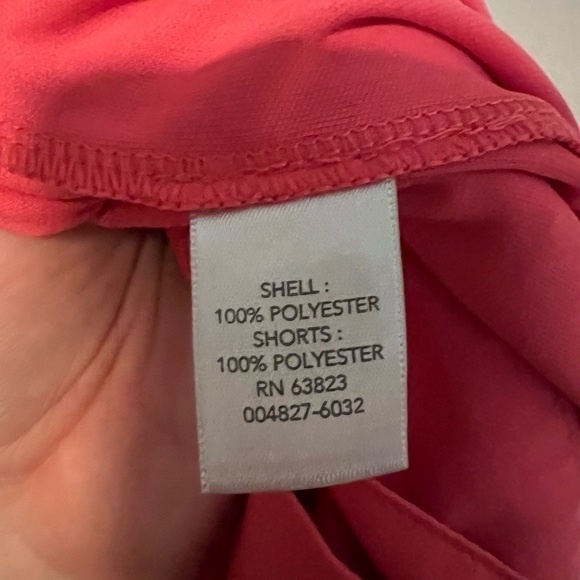 SHELL :
100% POLYESTER
SHORTS :
100% POLYESTER
RN 63823
004827-6032